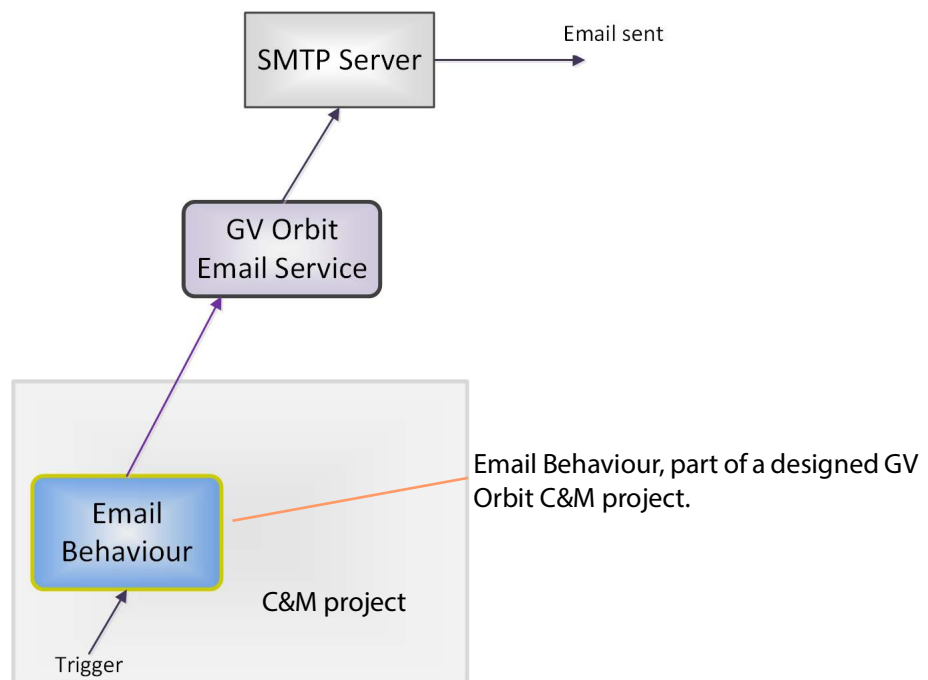 Email sent
SMTP Server
GV Orbit
Email Service
Email Behaviour, part of a designed GV
Orbit C&M project.
Email
Behaviour
C&M project
Trigger